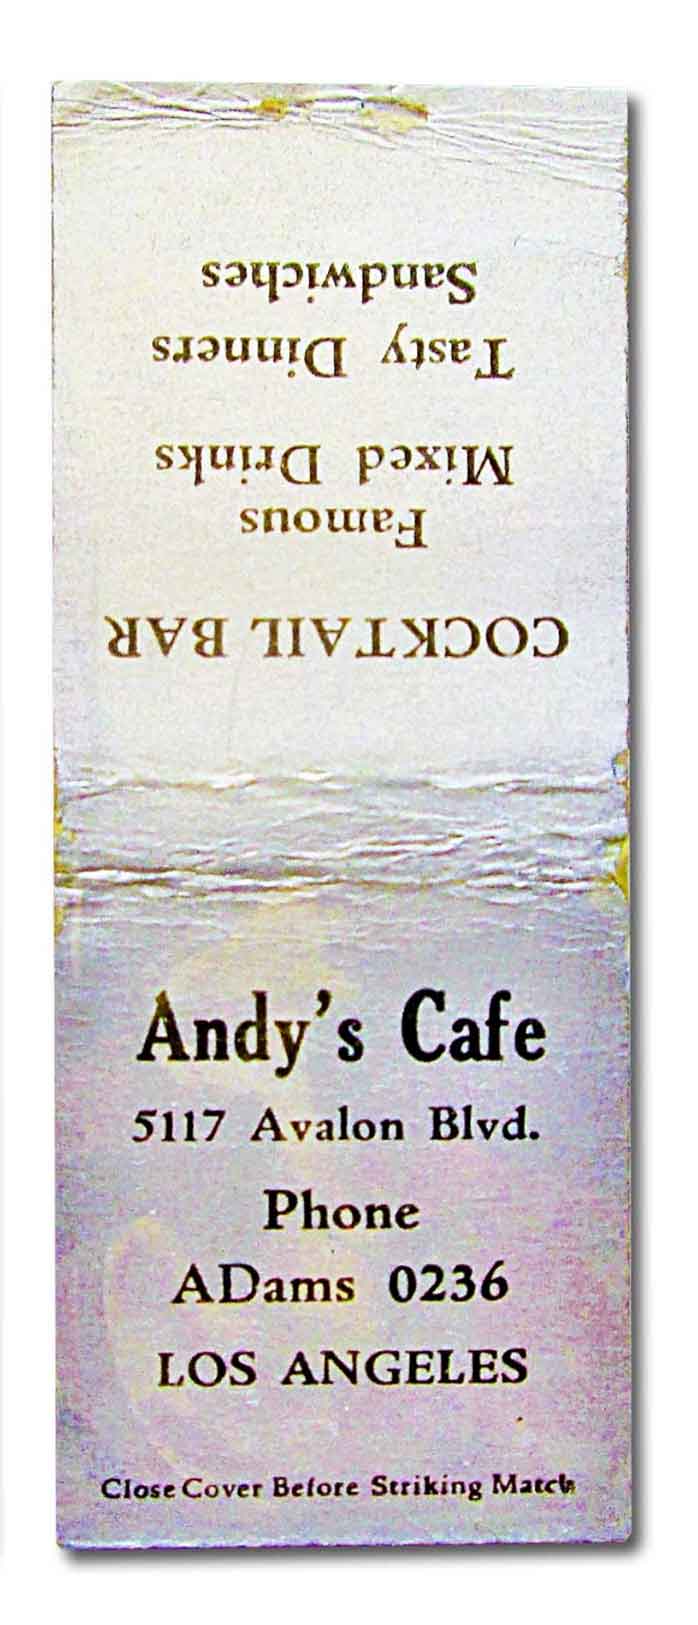 COCKTAIL BAR
Famous
Mixed Drinks
Tasty Dinners
Sandwiches
Andy's Cafe
5117 Avalon Blvd.
Phone
ADams 0236
LOS ANGELES
Close Cover Before Striking Match